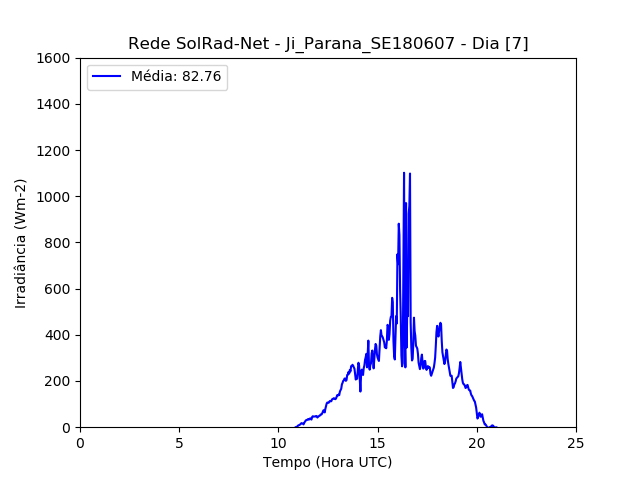 Rede SolRad-Net - Ji_Parana_SE180607 - Dia [7]
Média: 82.76
Irradiância (Wm-2)
1600
1400
1200
1000
800
600
400
200
0
0 5 10 15 20 25
Tempo (Hora UTC)